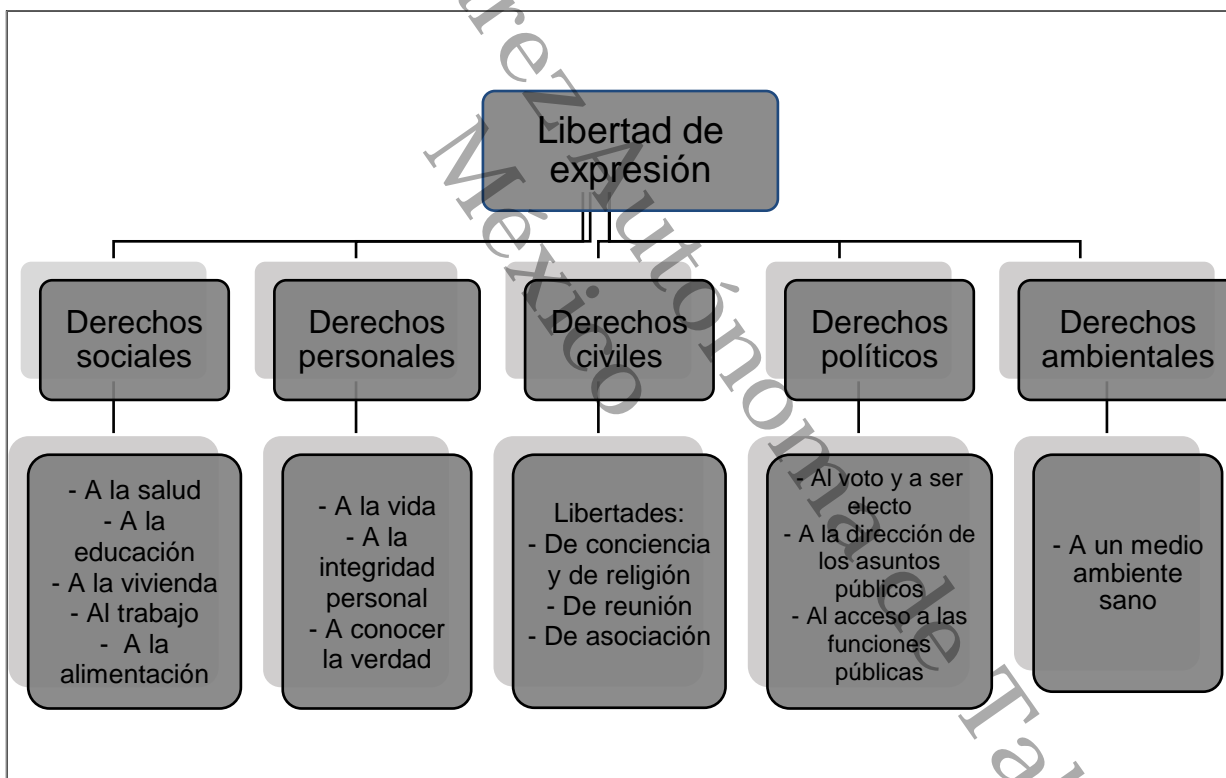 Libertad de
expresión
Derechos
sociales
Derechos
personales
Derechos
civiles
Derechos
políticos
Derechos
ambientales
- A la salud
- A la
educación
- A la vivienda
- Al trabajo
- A la
alimentación
- A la vida
- A la
integridad
personal
- A conocer
la verdad
Libertades:
- De conciencia
y de religión
- De reunión
- De asociación
- Al voto y a ser
electo
- A la dirección de
los asuntos
públicos
- Al acceso a las
funciones
públicas
- A un medio
ambiente
sano
Autónoma de
México